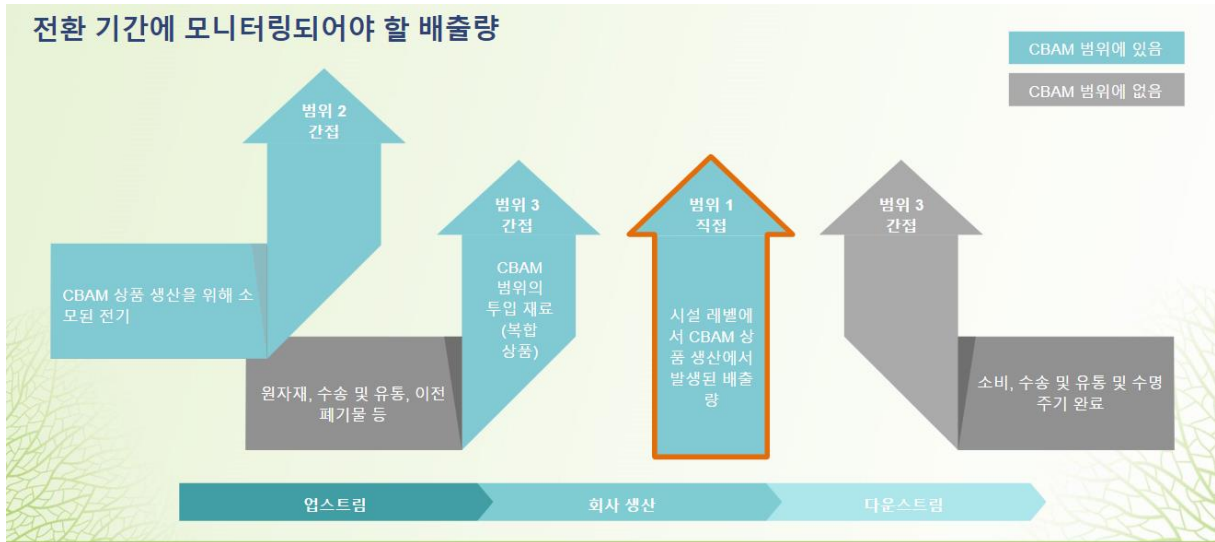 전환 기간에 모니터링되어야 할 배출량
CBAM 범위에 있음
CBAM 범위에 없음
범위 2
간접
CBAM 상품 생산을 위해 소
모된 전기
범위 3
간접
CBAM
범위의
투입 재료
(복합
상품)
원자재, 수송 및 유통, 이전
폐기물 등
범위 1
직접
시설 레벨에
서 CBAM 상
품 생산에서
발생된 배출
량
범위 3
간접
소비, 수송 및 유통 및 수명
주기 완료
업스트림
회사 생산
다운스트림